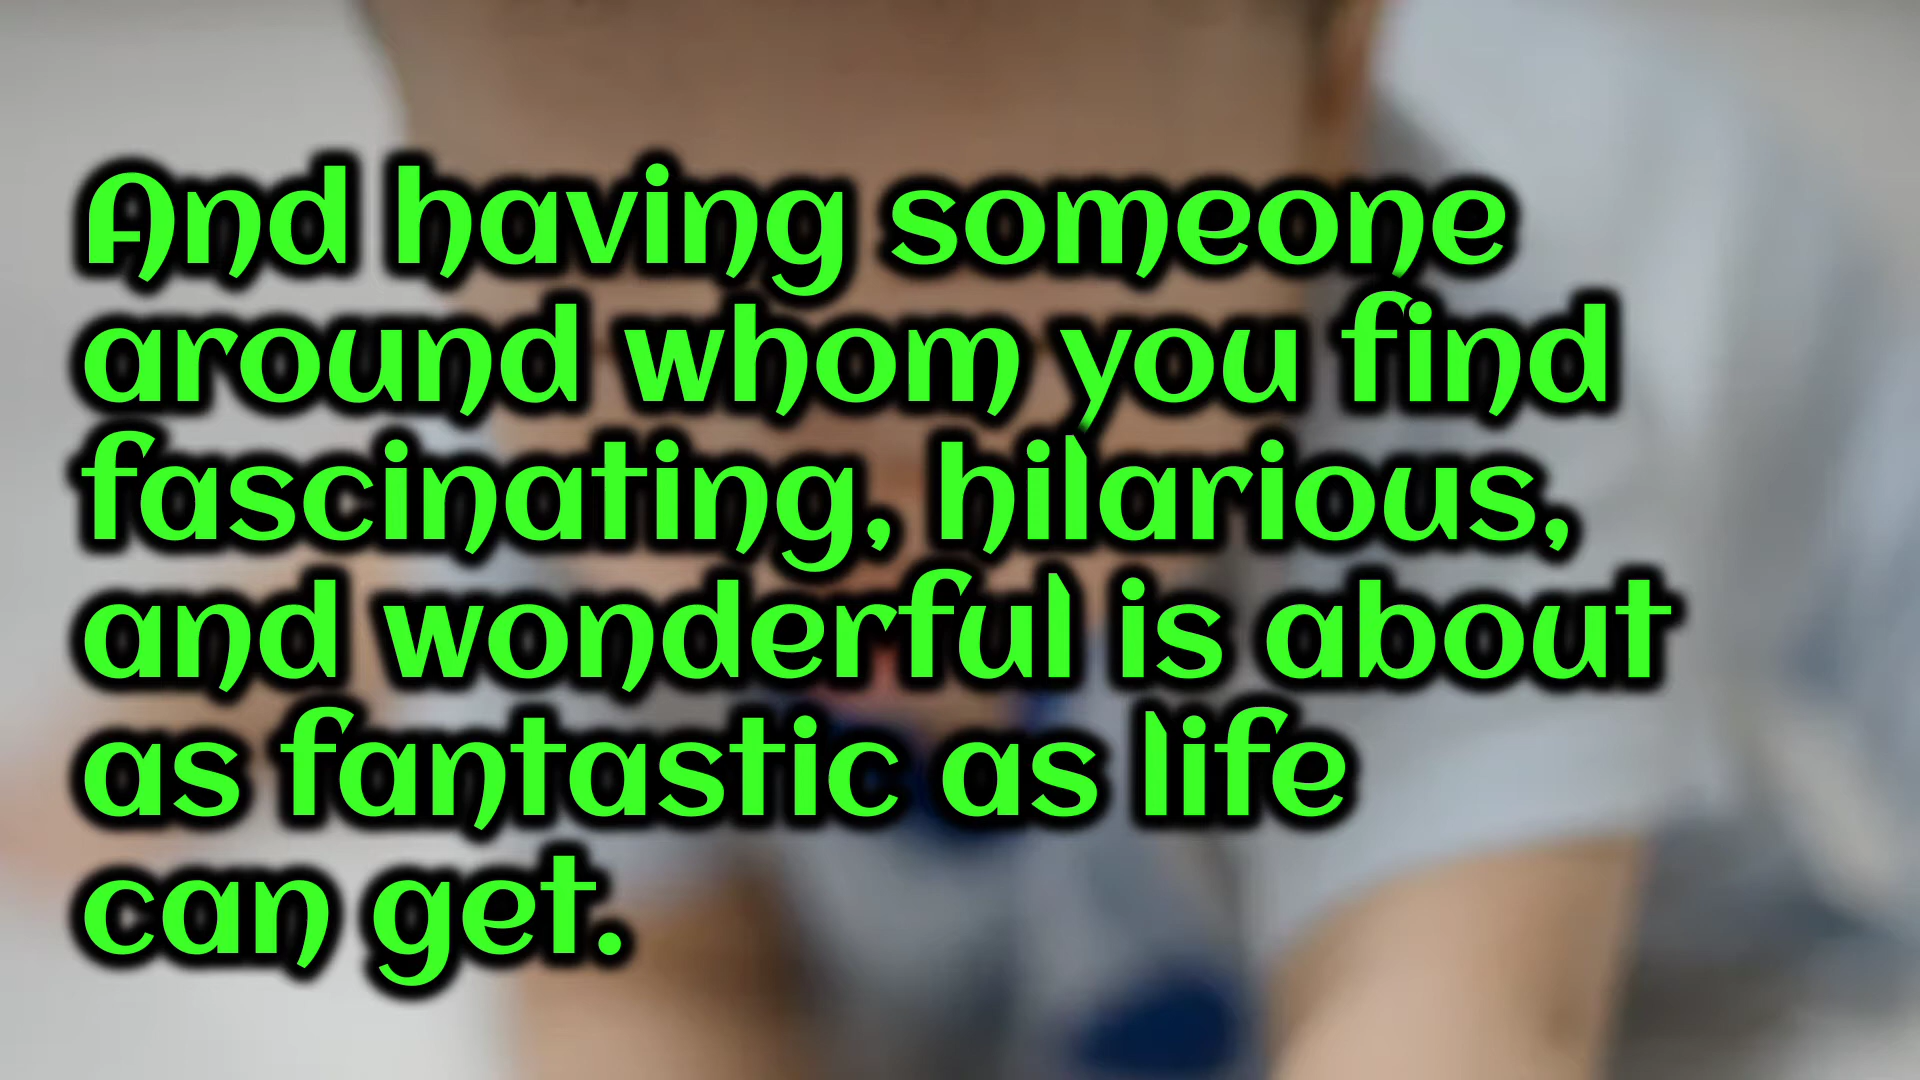 And having someone
around whom you find
fascinating, hilarious,
and wonderful is about
as fantastic as life
can get.